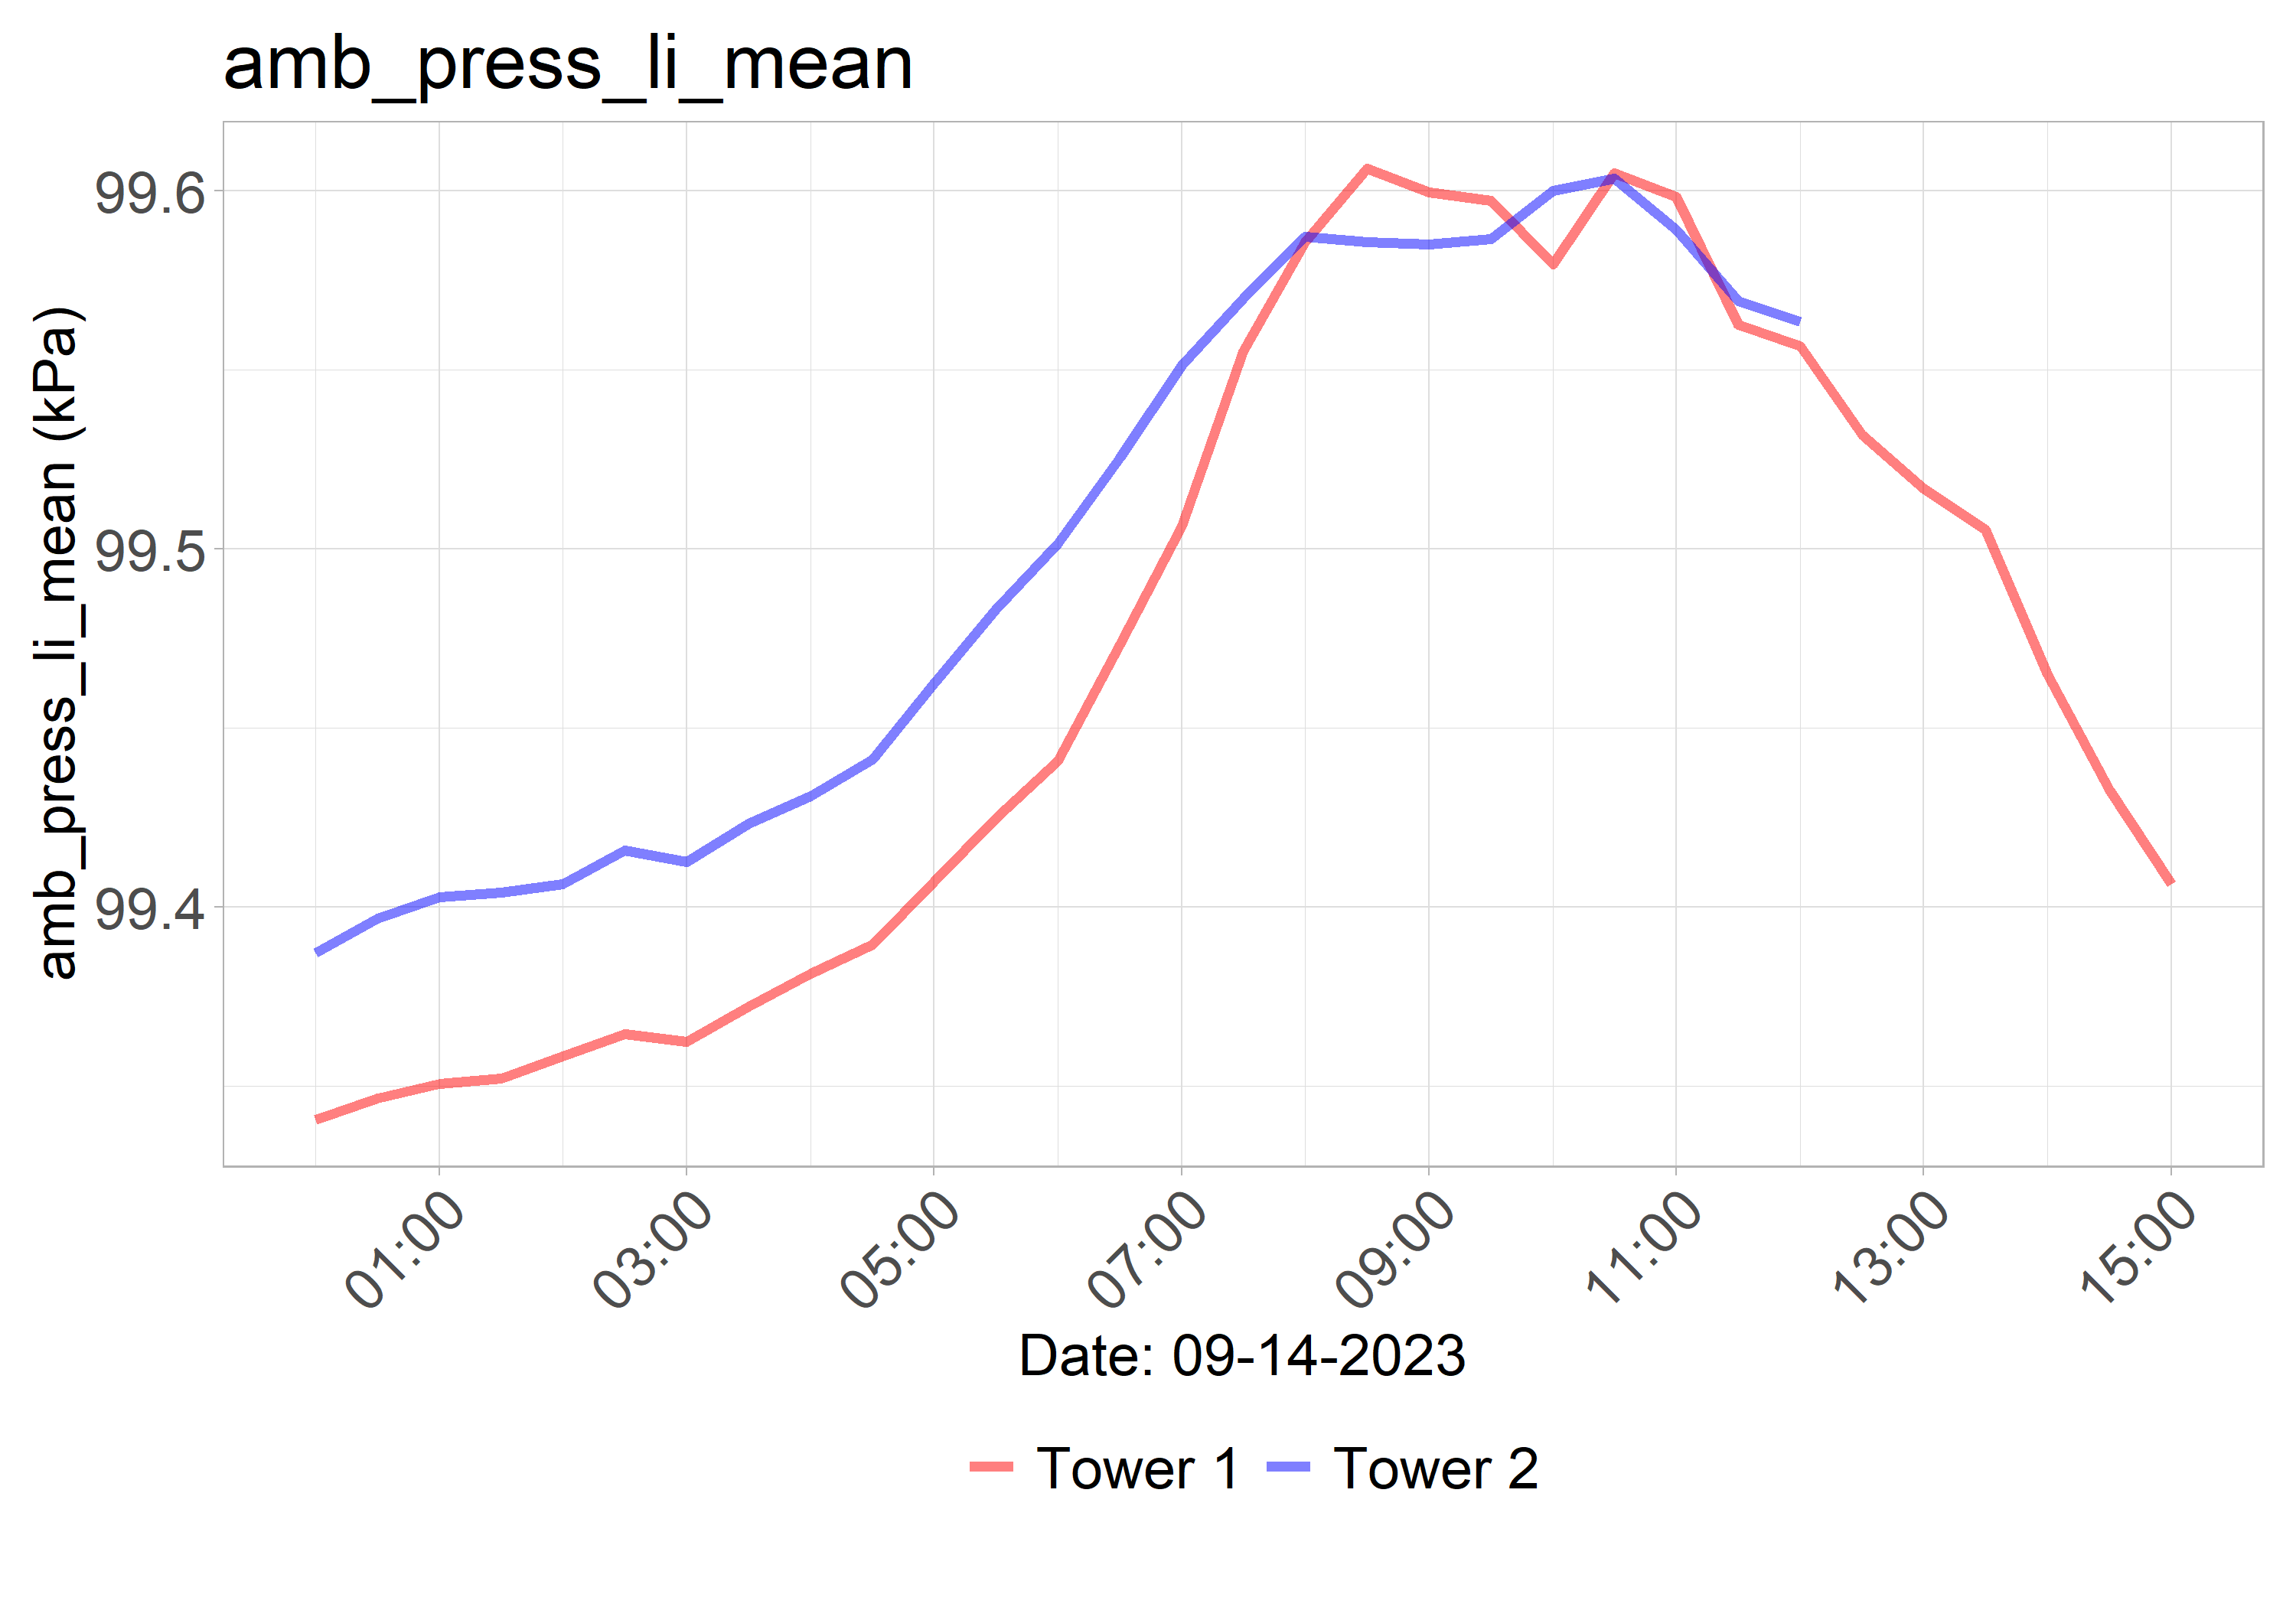 amb_press_li_mean
amb_press_li_mean (kPa)
99.6
99.5
99.4
01:00
03:00
05:00
07:00
09:00
11:00
13:00
15:00
Date: 09-14-2023
Tower 1
Tower 2